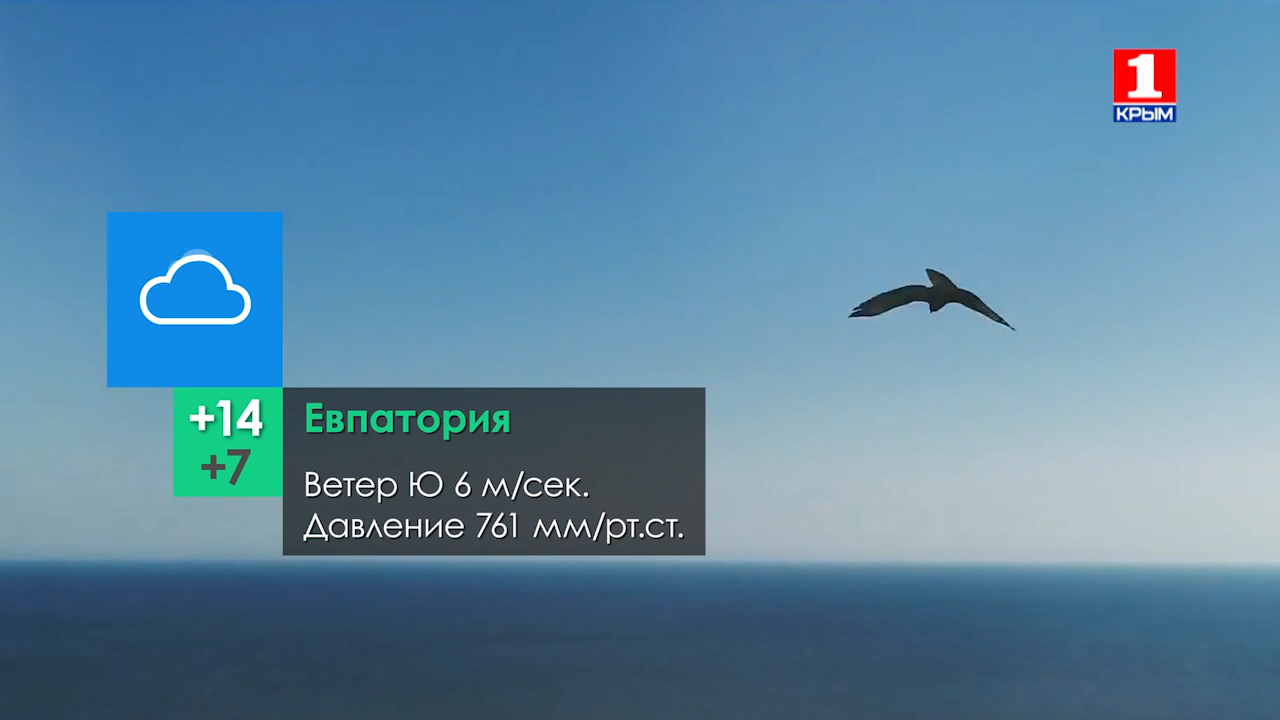 1
КРЫМ
+14
+7
Евпатория
Ветер Ю 6 м/сек.
Давление 761 мм/рт.ст.